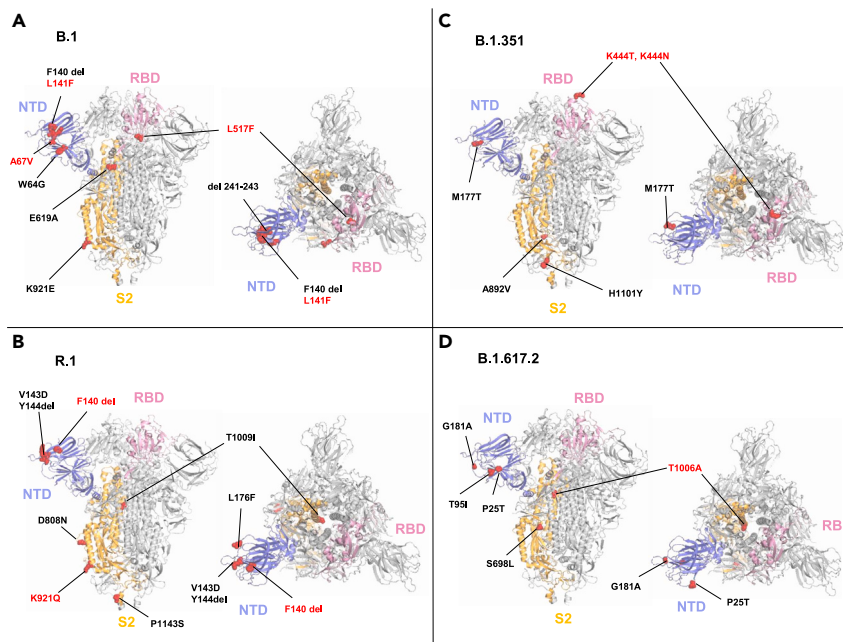 A
B.1
F140 del
L141F
RBD
NTD
A67V
W64G
L517F
del 241-243
E619A
K921E
S2
NTD
F140 del
L141F
RBD
C
B.1.351
K444T, K444N
RBD
NTD
M177T
M177T
A892V
H1101Y
S2
NTD
RBD
B
R.1
V143D
Y144del
F140 del
RBD
T1009I
NTD
L176F
D808N
RBD
K921Q
V143D
Y144del
F140 del
NTD
S2
P1143S
D
B.1.617.2
G181A
NTD
RBD
T95I
P25T
T1006A
RB
S698L
G181A
P25T
NTD
S2